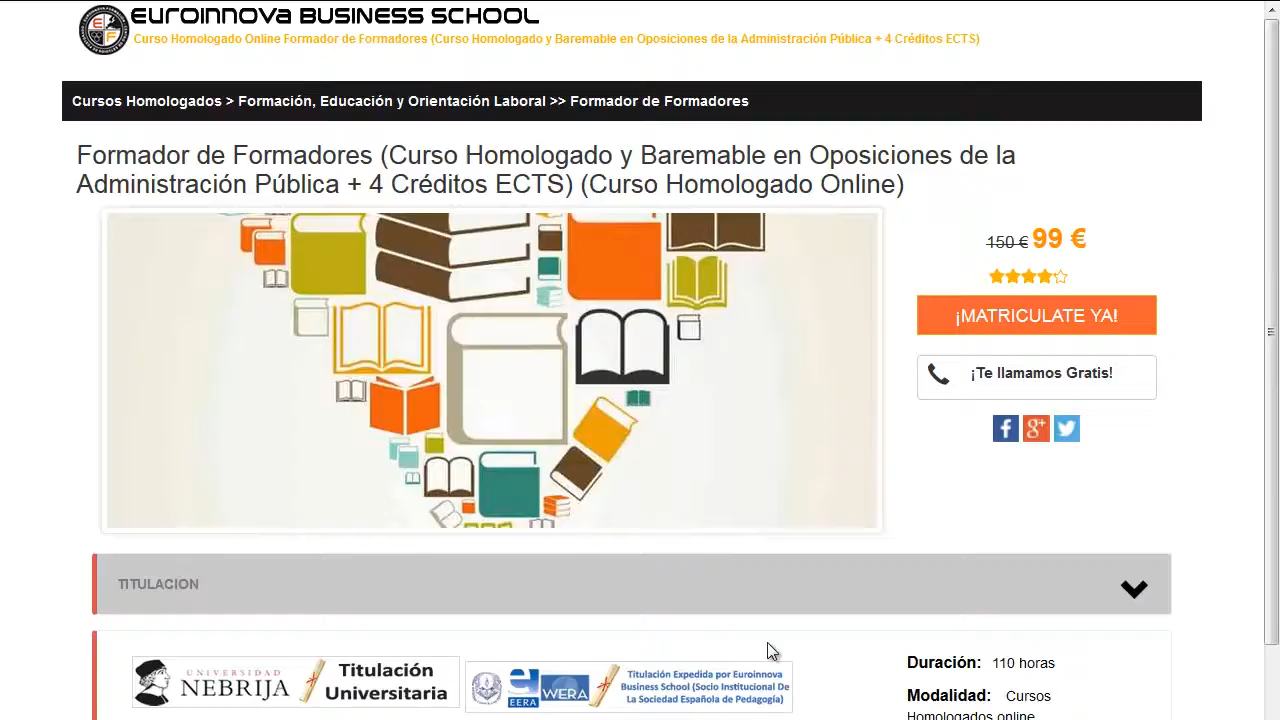 Euroinnova BUSINESS SCHOOL
Curso Homologado Online Formador de Formadores (Curso Homologado y Baremable en Oposiciones de la Administración Pública + 4 Créditos ECTS)
Cursos Homologados > Formación, Educación y Orientación Laboral >> Formador de Formadores
Formador de Formadores (Curso Homologado y Baremable en Oposiciones de la
Administración Pública + 4 Créditos ECTS) (Curso Homologado Online)
150 € 99 €
¡MATRICULATE YA!
¡Te llamamos Gratis!
TITULACION
UNIVERSIDAD
NEBRIJA
Titulación
Universitaria
EERA
WERA
Titulación Expedida por Euroinnova
Business School (Socio Institucional De
La Sociedad Española de Pedagogía)
Duración: 110 horas
Modalidad: Cursos
Homologados online